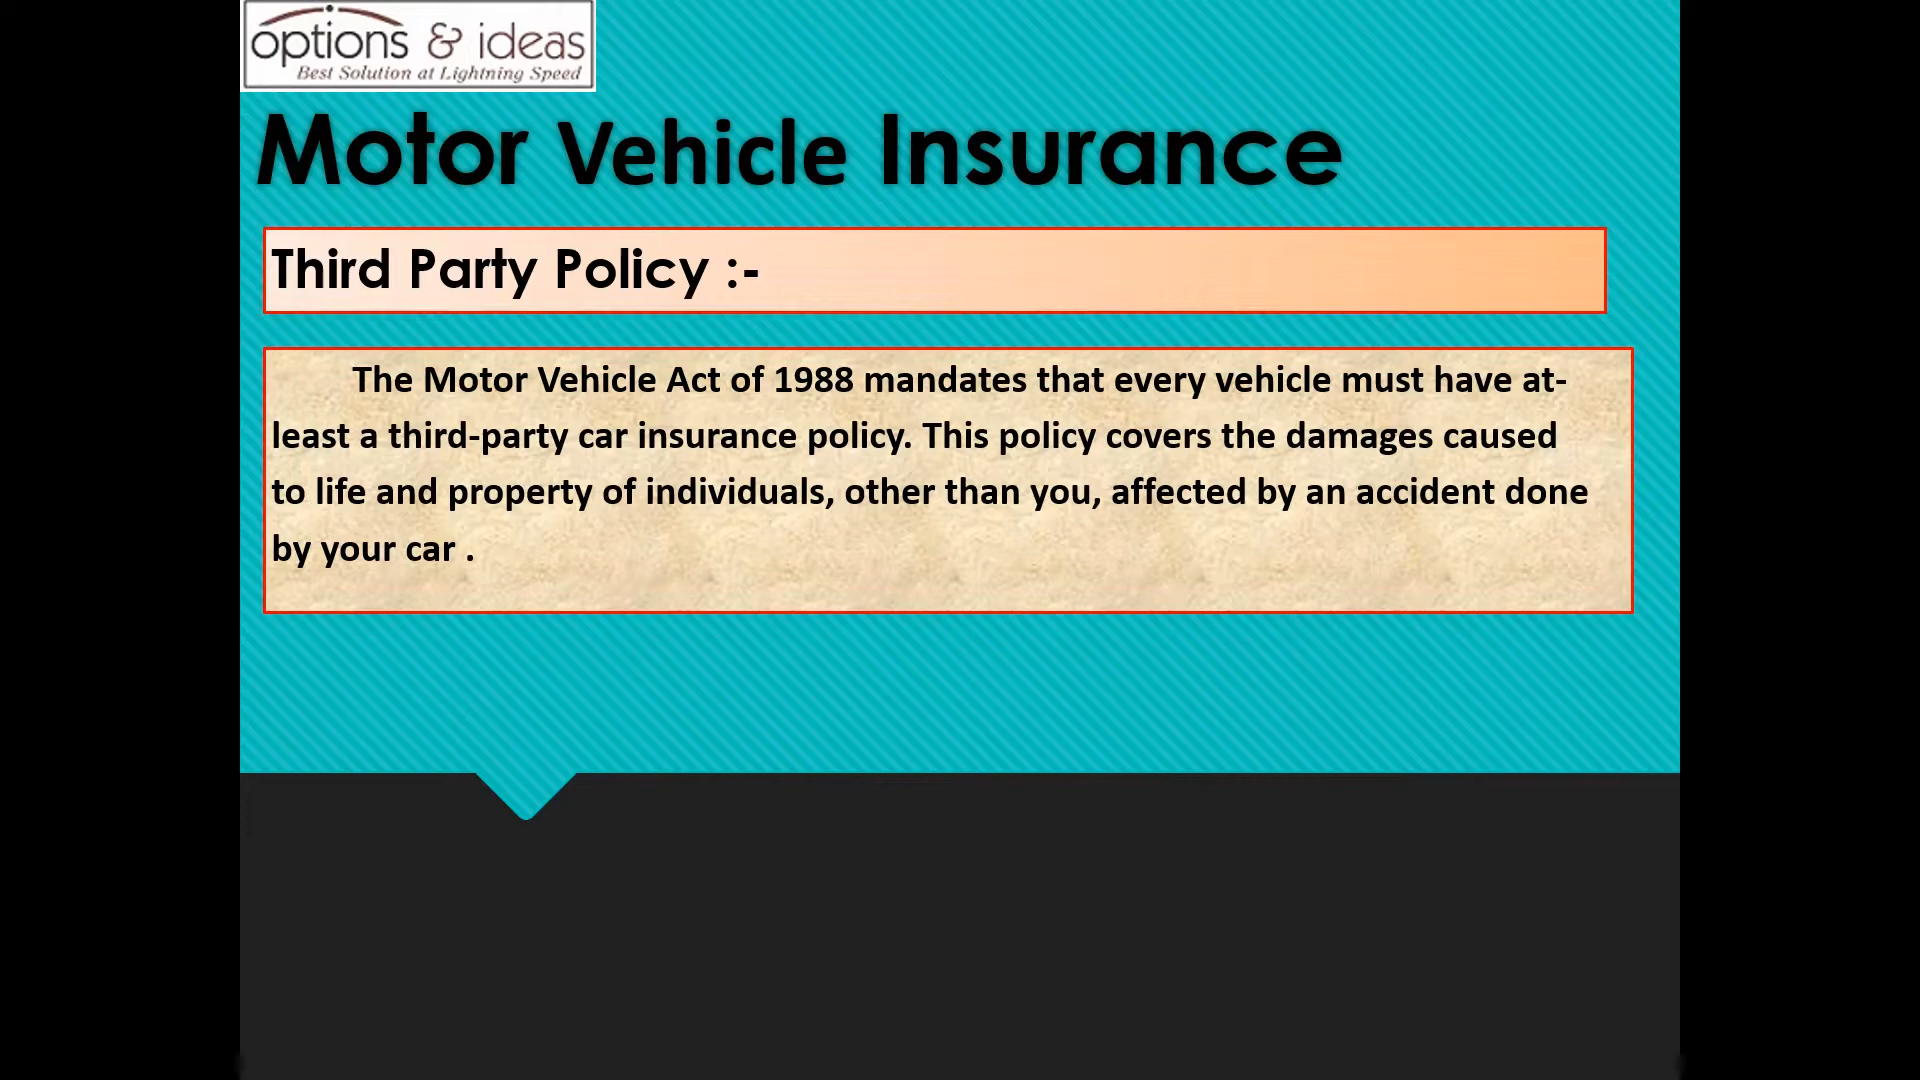 options & ideas
Best Solution at Lightning Speed
Motor Vehicle Insurance
Third Party Policy :-
The Motor Vehicle Act of 1988 mandates that every vehicle must have at-
least a third-party car insurance policy. This policy covers the damages caused
to life and property of individuals, other than you, affected by an accident done
by your car .